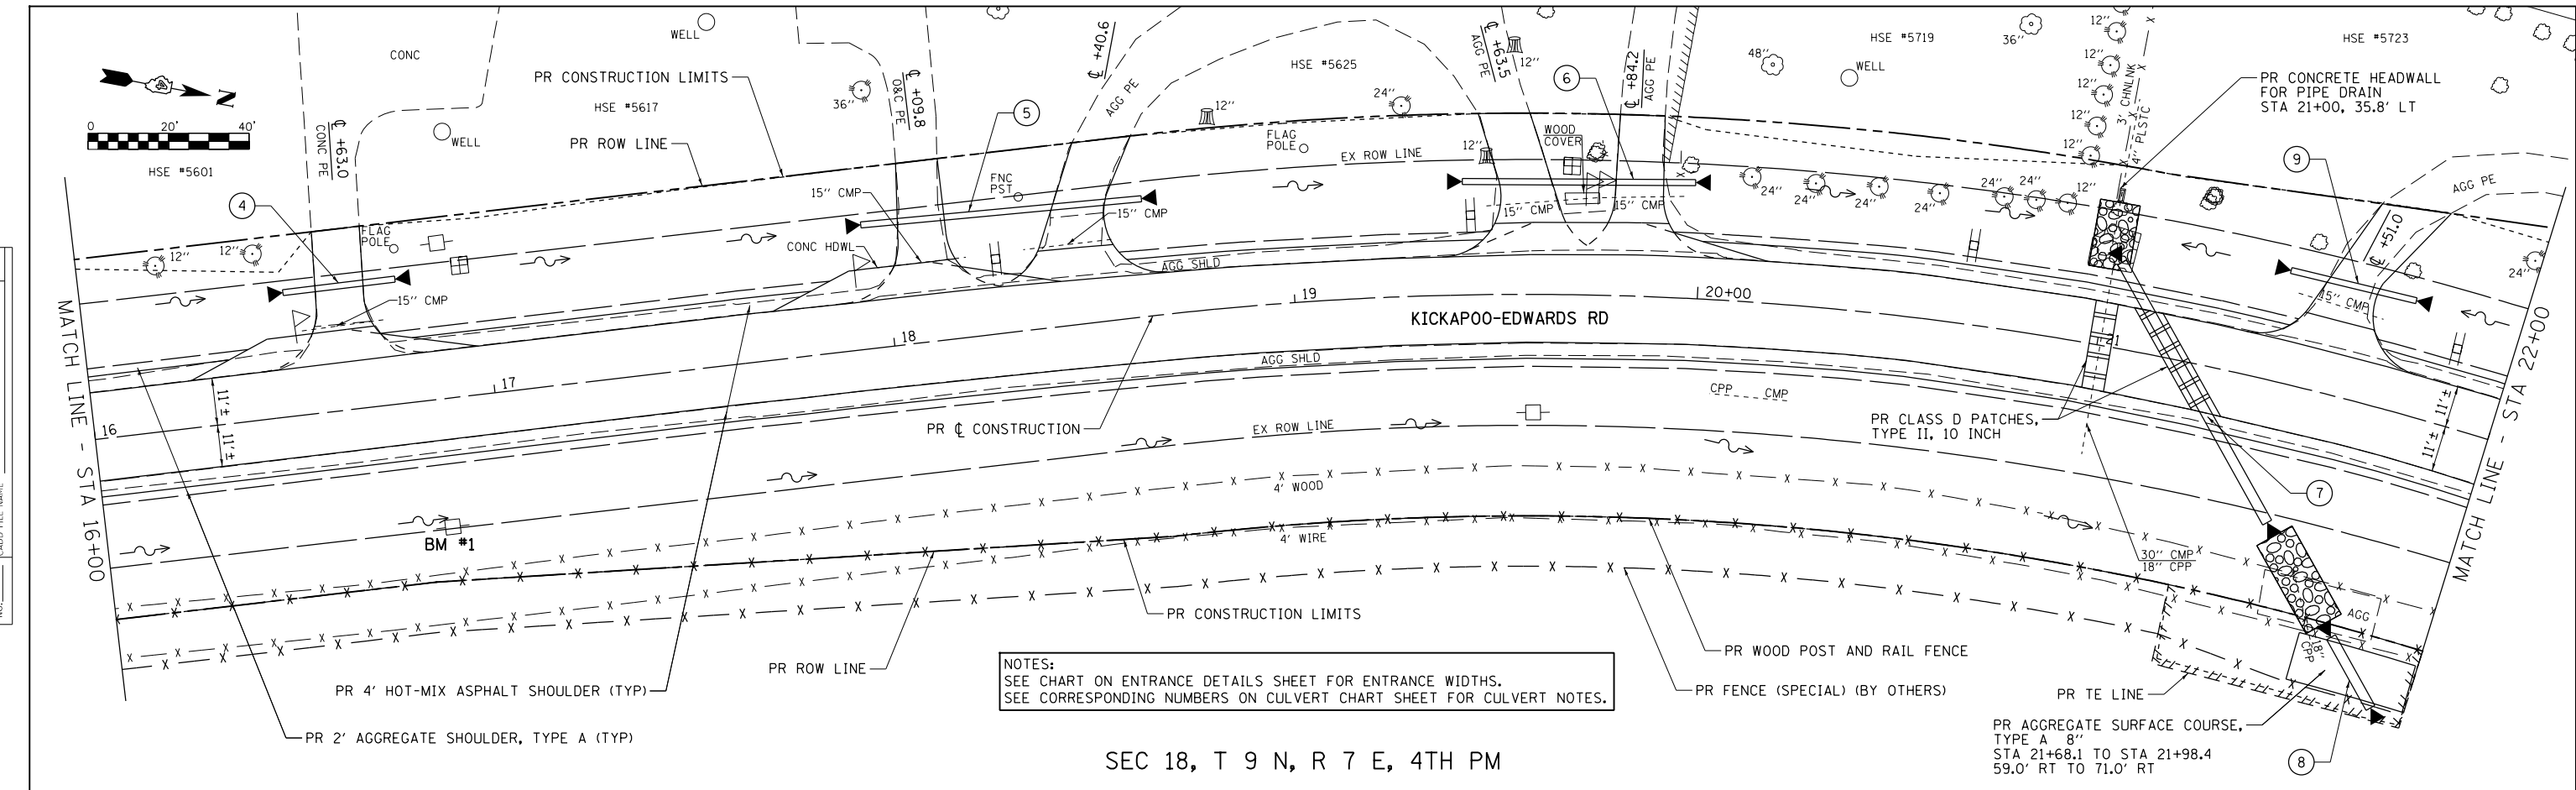 CONC
WELL
PR CONSTRUCTION LIMITS
HSE #5617
36"
℄ +09.8
O&C PE
℄ +40.6
AGG PE
HSE #5625
℄ +63.5
AGG PE
12"
6
℄ +84.2
AGG PE
48"
WELL
HSE #5719
36"
12"
12"
12"
12"
12"
12"
3' CHNLNK
4" PLSTC
HSE #5723
PR CONCRETE HEADWALL
FOR PIPE DRAIN
STA 21+00, 35.8' LT
N
0 20' 40'
HSE #5601
℄ +63.0
CONC PE
WELL
PR ROW LINE
5
12"
24"
FLAG
POLE
12"
WOOD
COVER
EX ROW LINE
4
FLAG
POLE
12"
12"
15" CMP
15" CMP
CONC HDWL
FNC
PST
15" CMP
15" CMP
15" CMP
24"
24"
24"
24"
24"
24"
12"
9
AGG PE
℄ +51.0
15" CMP
24"
AGG SHLD
16
17
18
19
20+00
21
KICKAPOO-EDWARDS RD
AGG SHLD
11'±
11'±
11'±
11'±
MATCH LINE - STA 16+00
MATCH LINE - STA 22+00
PR ℄ CONSTRUCTION
EX ROW LINE
CPP CMP
PR CLASS D PATCHES,
TYPE II, 10 INCH
7
BM #1
4' WOOD
4' WIRE
30" CMP
18" CPP
AGG
18"
CPP
PR CONSTRUCTION LIMITS
PR ROW LINE
PR 4' HOT-MIX ASPHALT SHOULDER (TYP)
PR 2' AGGREGATE SHOULDER, TYPE A (TYP)
NOTES:
SEE CHART ON ENTRANCE DETAILS SHEET FOR ENTRANCE WIDTHS.
SEE CORRESPONDING NUMBERS ON CULVERT CHART SHEET FOR CULVERT NOTES.
PR WOOD POST AND RAIL FENCE
PR FENCE (SPECIAL) (BY OTHERS)
PR TE LINE
PR AGGREGATE SURFACE COURSE,
TYPE A 8"
STA 21+68.1 TO STA 21+98.4
59.0' RT TO 71.0' RT
8
SEC 18, T 9 N, R 7 E, 4TH PM